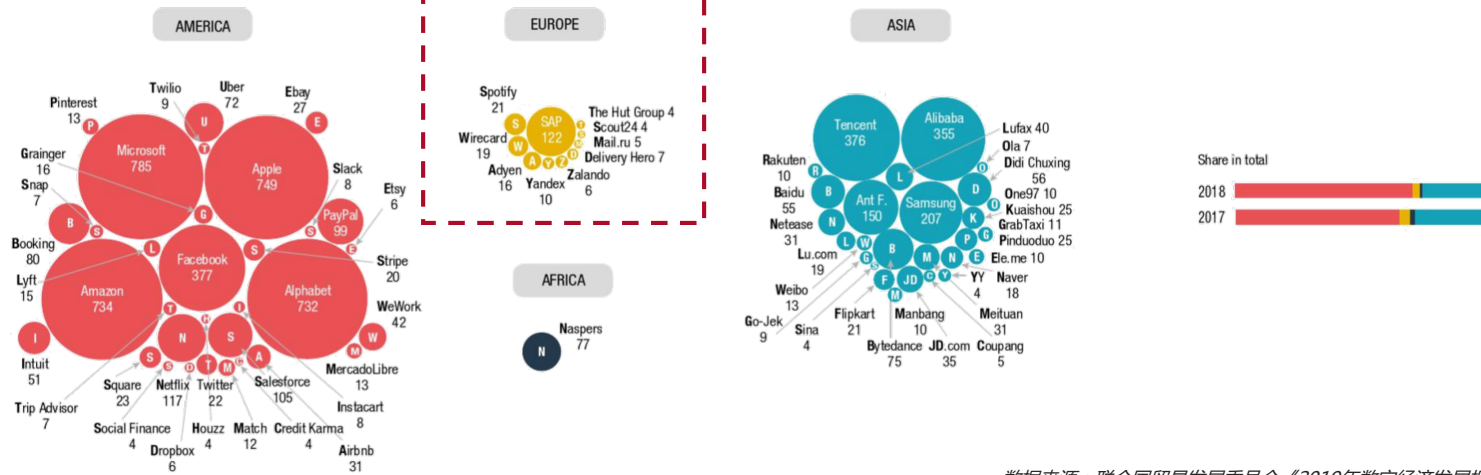 AMERICA
Pinterest
13
P
Twilio
9
Uber
72
U
T
Ebay
27
E
Grainger
16
Microsoft
785
Apple
749
Slack
8
Snap
7
Etsy
6
PayPal
99
G
B
S
S
E
Booking
80
L
S
Facebook
377
Stripe
20
Lyft
15
Amazon
734
Alphabet
732
WeWork
42
T
H
I
I
N
S
W
M
Intuit
51
S
S
D
T
M
C
A
MercadoLibre
13
Square
23
Netflix
117
Twitter
22
Salesforce
105
Trip Advisor
7
Instacart
8
Social Finance
4
Houzz
4
Match
12
Credit Karma
4
Dropbox
6
Airbnb
31
EUROPE
Spotify
21
SAP
122
The Hut Group 4
Scout24 4
Mail.ru 5
Delivery Hero 7
Wirecard
19
S
W
A
Y
Z
D
Adyen
16
Yandex
10
Zalando
6
AFRICA
Naspers
77
N
ASIA
Tencent
376
Alibaba
355
Lufax 40
Ola 7
Didi Chuxing
56
Rakuten
10
R
L
O
D
Baidu
55
B
Ant F.
150
Samsung
207
One97 10
O
Kuaishou 25
K
GrabTaxi 11
G
Netease
31
N
Pinduoduo 25
P
L
W
B
M
N
E
Ele.me 10
Lu.com
19
G
S
F
JD
C
Y
M
YY
4
Naver
18
Weibo
13
Go-Jek
9
Sina
4
Flipkart
21
Manbang
10
Meituan
31
Bytedance
75
JD.com
35
Coupang
5
Share in total
2018
2017